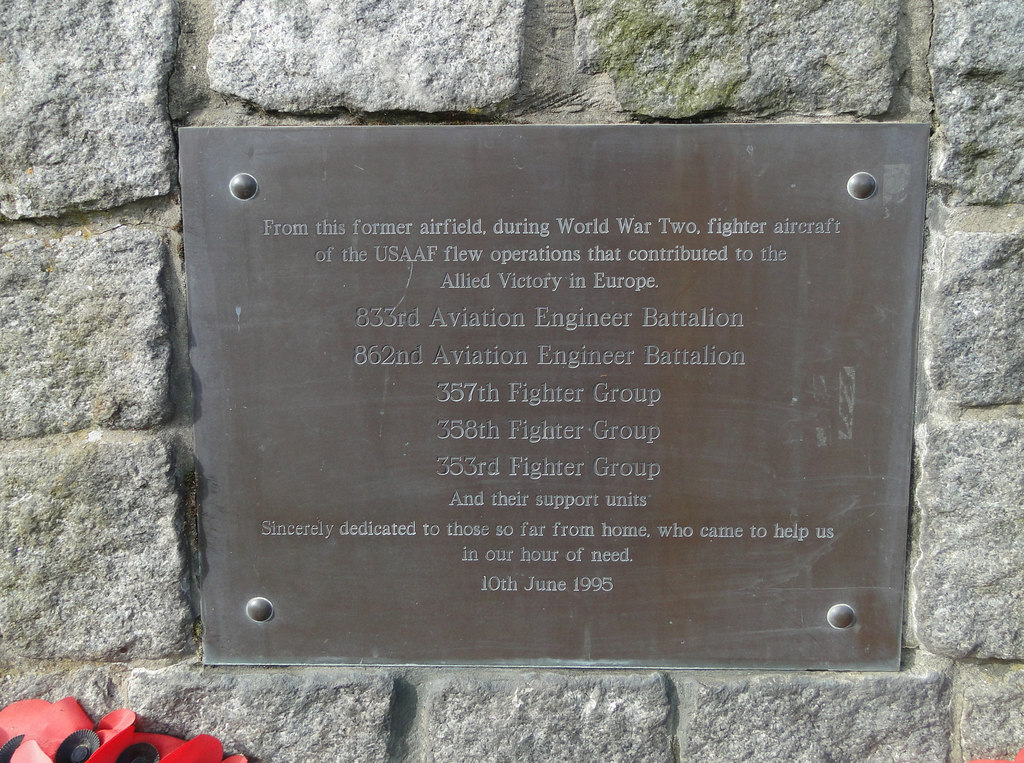 From this former airfield, during World War Two, fighter aircraft
of the USAAF flew operations that contributed to the
Allied Victory in Europe.
833rd Aviation Engineer Battalion
862nd Aviation Engineer Battalion
357th Fighter Group
358th Fighter Group
353rd Fighter Group
And their support units
Sincerely dedicated to those so far from home, who came to help us
in our hour of need.
10th June 1995